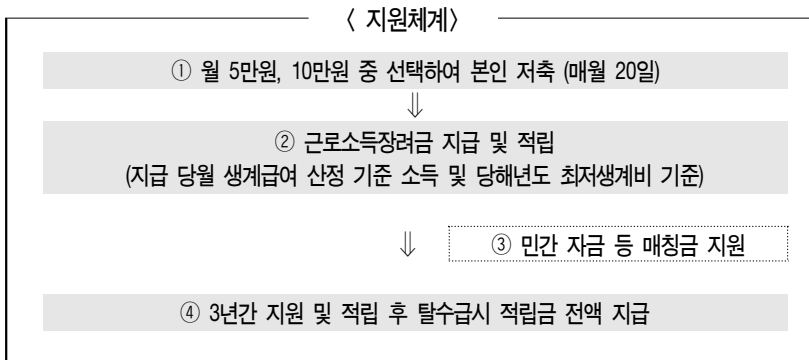 〈 지원체계〉
① 월 5만원, 10만원 중 선택하여 본인 저축 (매월 20일)
⇓
② 근로소득장려금 지급 및 적립
(지급 당월 생계급여 산정 기준 소득 및 당해년도 최저생계비 기준)
⇓ ③ 민간 자금 등 매칭금 지원
④ 3년간 지원 및 적립 후 탈수급시 적립금 전액 지급